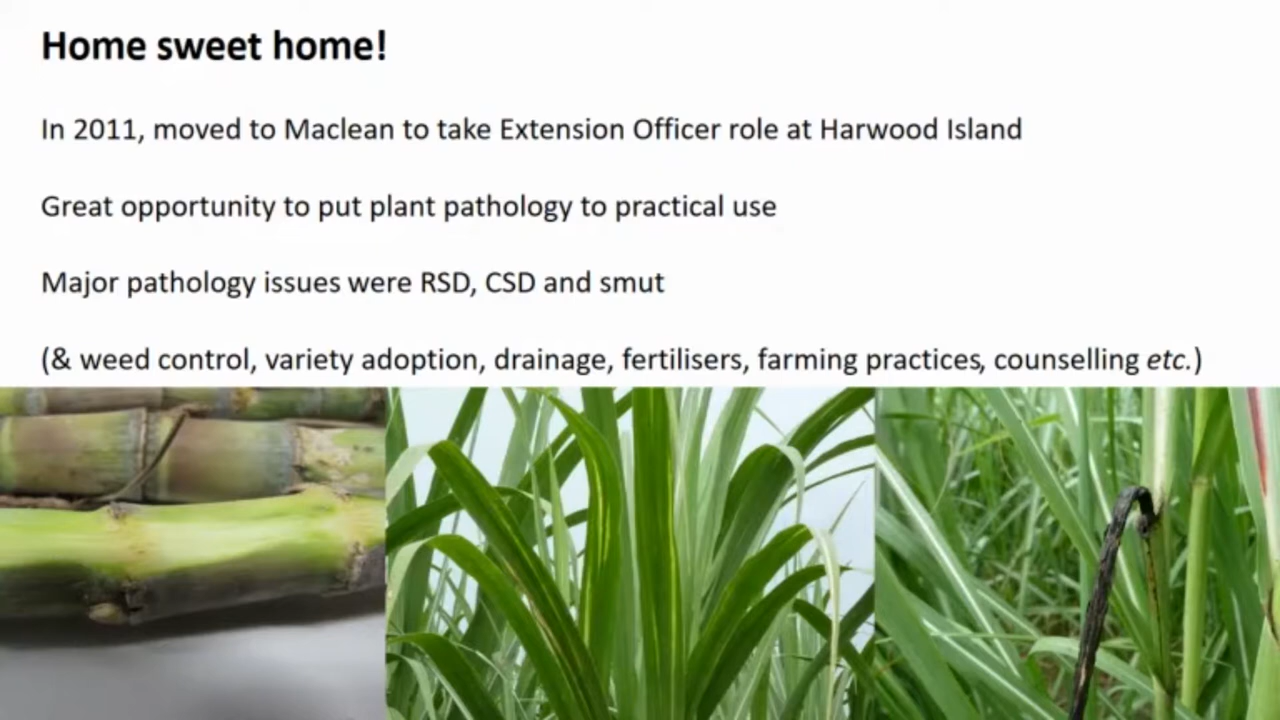 Home sweet home!
In 2011, moved to Maclean to take Extension Officer role at Harwood Island
Great opportunity to put plant pathology to practical use
Major pathology issues were RSD, CSD and smut
(& weed control, variety adoption, drainage, fertilisers, farming practices, counselling etc.)